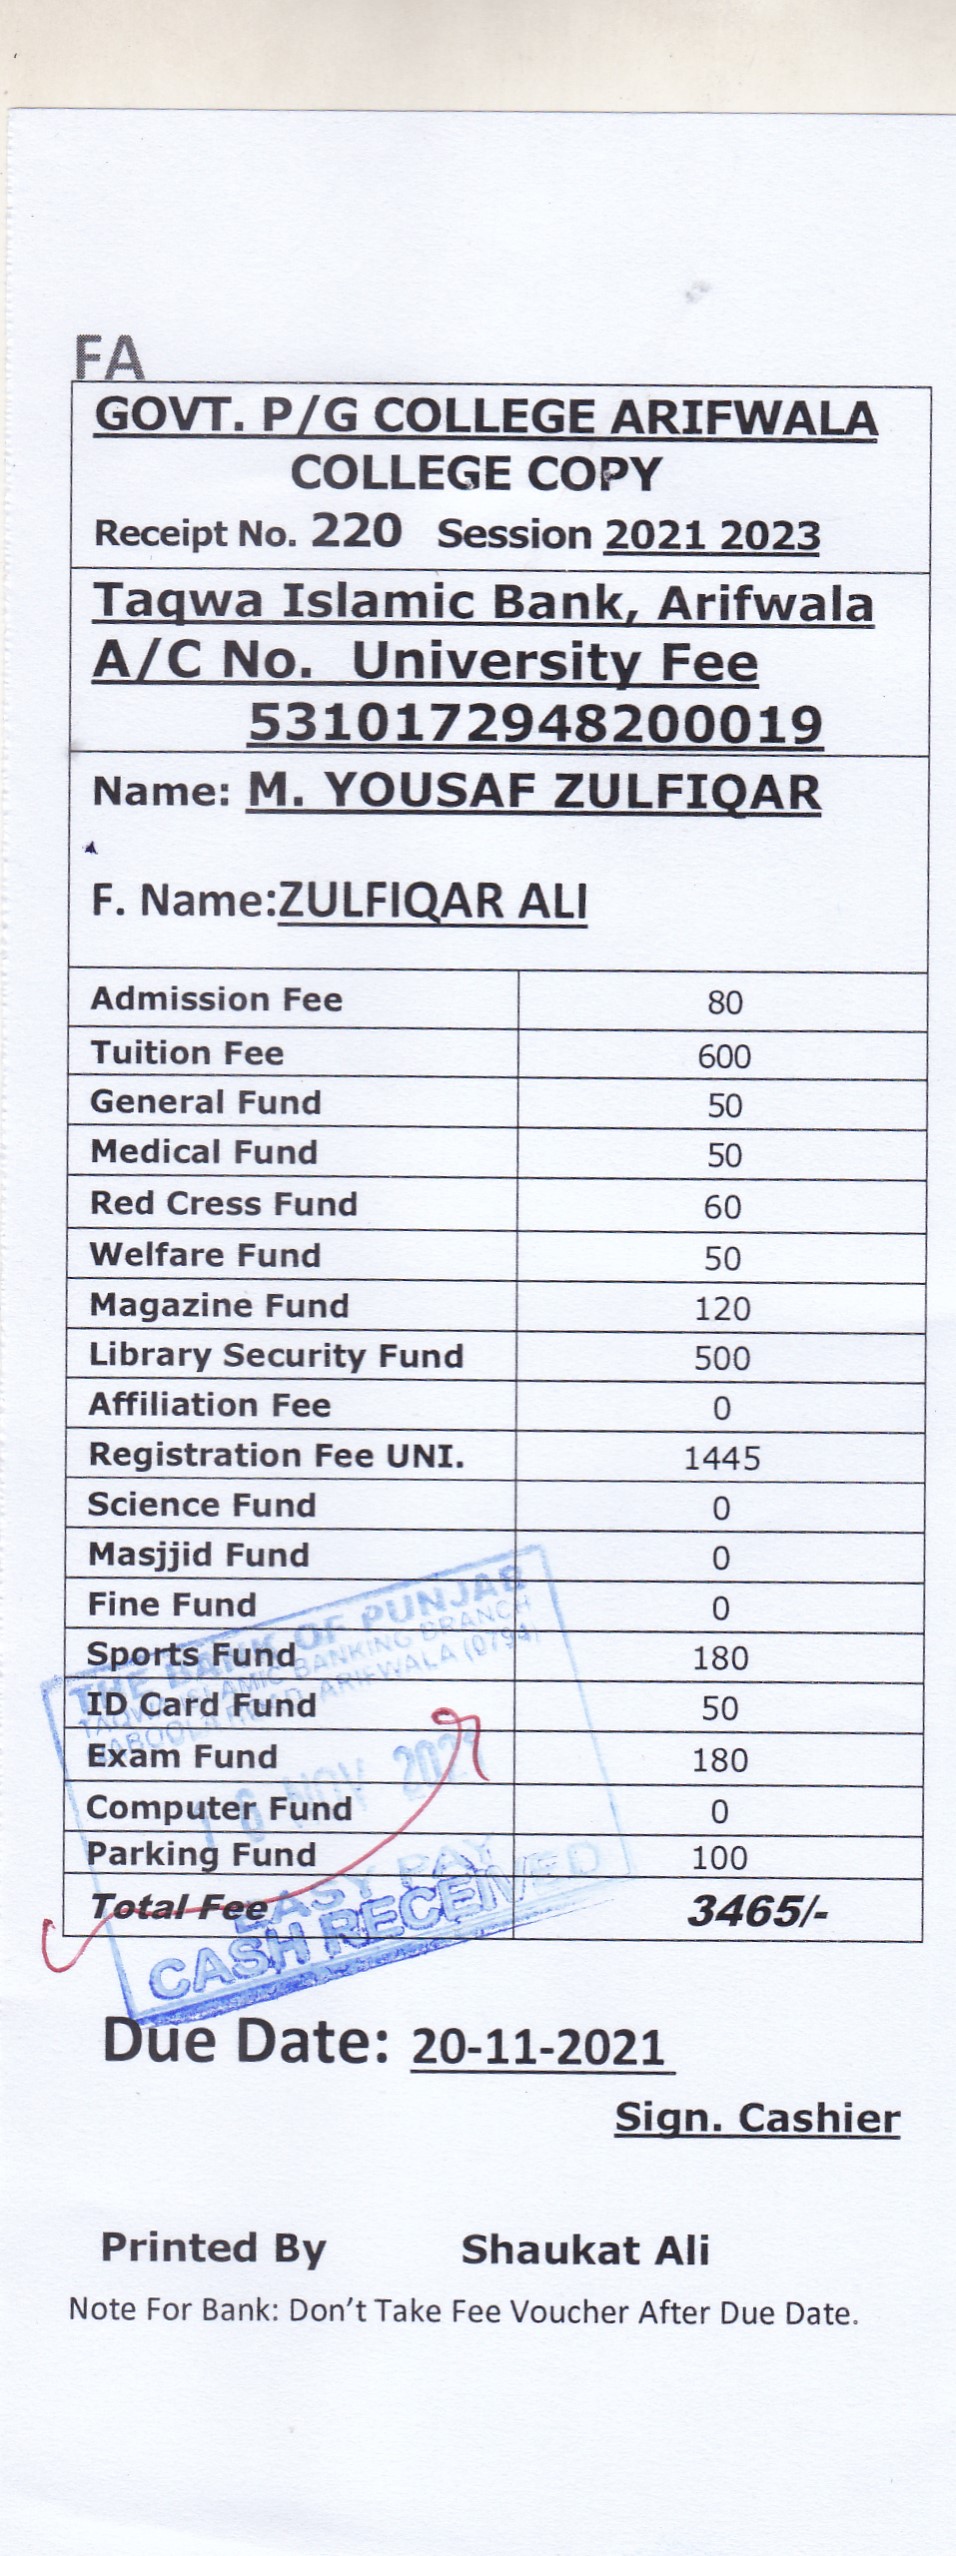 FA
GOVT. P/G COLLEGE ARIFWALA
COLLEGE COPY
Receipt No. 220 Session 2021 2023
Taqwa Islamic Bank, Arifwala
A/C No. University Fee
5310172948200019
Name: M. YOUSAF ZULFIQAR
F. Name:ZULFIQAR ALI
Admission Fee 80
Tuition Fee 600
General Fund 50
Medical Fund 50
Red Cress Fund 60
Welfare Fund 50
Magazine Fund 120
Library Security Fund 500
Affiliation Fee 0
Registration Fee UNI. 1445
Science Fund 0
Masjjid Fund 0
Fine Fund 0
Sports Fund 180
ID Card Fund 50
Exam Fund 180
Computer Fund 0
Parking Fund 100
Total Fee 3465/-
THE BANK OF PUNJAB
TAQWA ISLAMIC BANKING BRANCH
ARIFWALA (0794)
NOV 2021
EASY PAY
CASH RECEIVED
Due Date: 20-11-2021
Sign. Cashier
Printed By Shaukat Ali
Note For Bank: Don't Take Fee Voucher After Due Date.